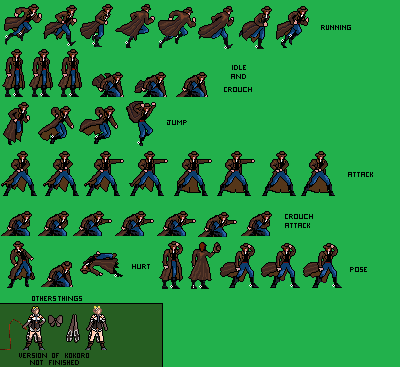 RUNNING
IDLE
AND
CROUCH
JUMP
ATTACK
CROUCH
ATTACK
HURT
POSE
OTHERS THINGS
VERSION OF KOKORO
NOT FINISHED